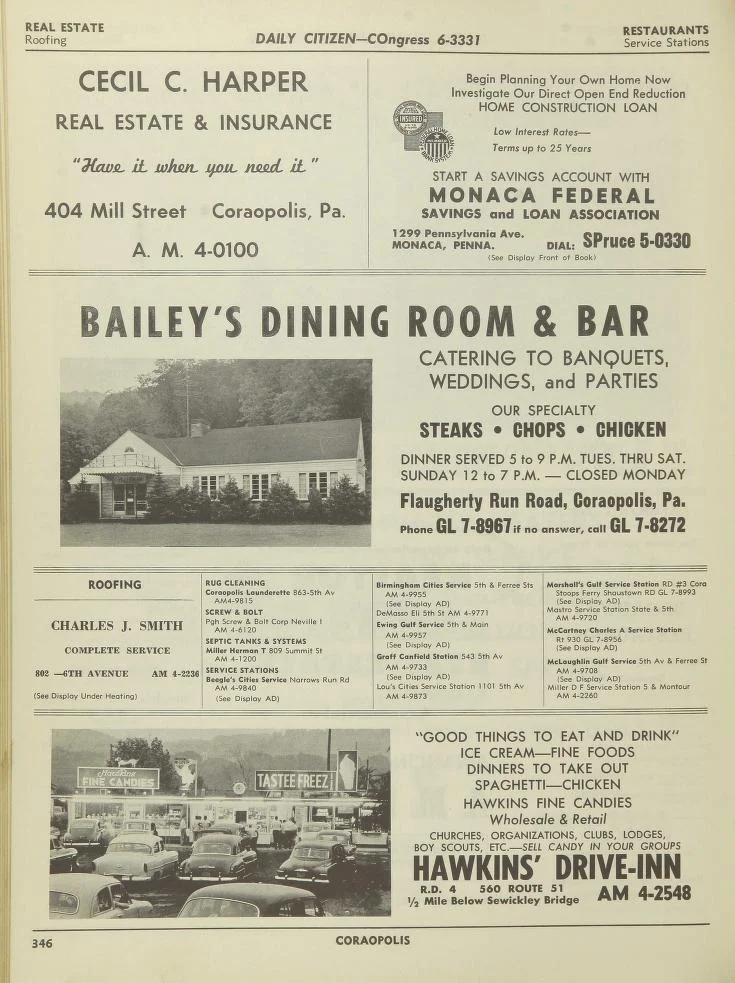 REAL ESTATE
Roofing
DAILY CITIZEN—COngress 6-3331
RESTAURANTS
Service Stations
CECIL C. HARPER
REAL ESTATE & INSURANCE
"Have it when you need it"
404 Mill Street Coraopolis, Pa.
A. M. 4-0100
Begin Planning Your Own Home Now
Investigate Our Direct Open End Reduction
HOME CONSTRUCTION LOAN
INSURED
Low Interest Rates—
Terms up to 25 Years
START A SAVINGS ACCOUNT WITH
MONACA FEDERAL
SAVINGS and LOAN ASSOCIATION
1299 Pennsylvania Ave.
MONACA, PENNA.
DIAL: SPruce 5-0330
(See Display Front of Book)
BAILEY'S DINING ROOM & BAR
CATERING TO BANQUETS,
WEDDINGS, and PARTIES
OUR SPECIALTY
STEAKS • CHOPS • CHICKEN
DINNER SERVED 5 to 9 P.M. TUES. THRU SAT.
SUNDAY 12 to 7 P.M. — CLOSED MONDAY
Flaugherty Run Road, Coraopolis, Pa.
Phone GL 7-8967 if no answer, call GL 7-8272
ROOFING
CHARLES J. SMITH
COMPLETE SERVICE
802 —6TH AVENUE AM 4-2236
(See Display Under Heating)
RUG CLEANING
Coraopolis Launderette 863-5th Av
AM4-9815
SCREW & BOLT
Pgh Screw & Bolt Corp Neville I
AM 4-6120
SEPTIC TANKS & SYSTEMS
Miller Herman T 809 Summit St
AM 4-1200
SERVICE STATIONS
Beegle's Cities Service Narrows Run Rd
AM 4-9840
(See Display AD)
Birmingham Cities Service 5th & Ferree Sts
AM 4-9955
(See Display AD)
DeMasso Eli 5th St AM 4-9771
Ewing Gulf Service 5th & Main
AM 4-9957
(See Display AD)
Graff Canfield Station 543 5th Av
AM 4-9733
(See Display AD)
Lou's Cities Service Station 1101 5th Av
AM 4-9873
Marshall's Gulf Service Station RD #3 Cora
Stoops Ferry Shoustown RD GL 7-8993
(See Display AD)
Mastro Service Station State & 5th
AM 4-9720
McCartney Charles A Service Station
Rt 930 GL 7-8956
(See Display AD)
McLaughlin Gulf Service 5th Av & Ferree St
AM 4-9708
(See Display AD)
Miller D F Service Station 5 & Montour
AM 4-2260
Hawkins
FINE CANDIES
TASTEE FREEZ
"GOOD THINGS TO EAT AND DRINK"
ICE CREAM—FINE FOODS
DINNERS TO TAKE OUT
SPAGHETTI—CHICKEN
HAWKINS FINE CANDIES
Wholesale & Retail
CHURCHES, ORGANIZATIONS, CLUBS, LODGES,
BOY SCOUTS, ETC.—SELL CANDY IN YOUR GROUPS
HAWKINS' DRIVE-INN
R.D. 4 560 ROUTE 51
½ Mile Below Sewickley Bridge
AM 4-2548
346
CORAOPOLIS